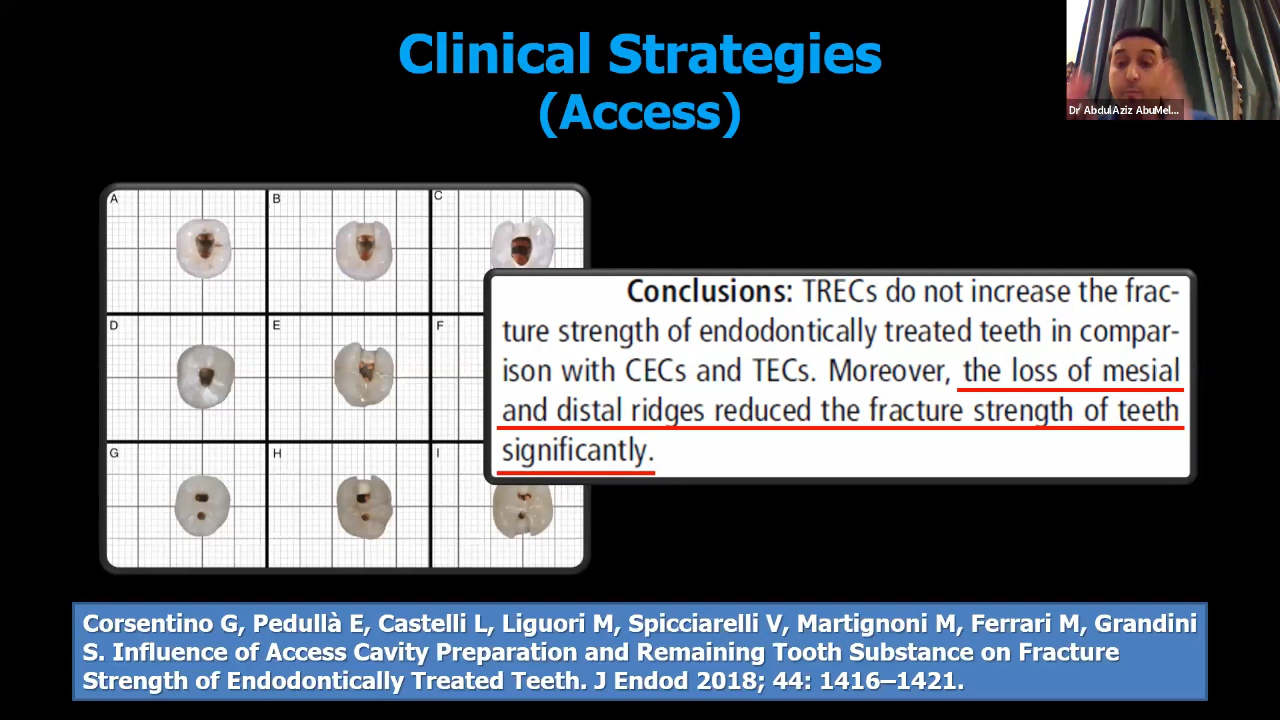 Clinical Strategies
(Access)
Dr AbdulAziz AbuMel...
A
B
C
D
E
F
G
H
I
Conclusions: TRECs do not increase the frac-
ture strength of endodontically treated teeth in compar-
ison with CECs and TECs. Moreover, the loss of mesial
and distal ridges reduced the fracture strength of teeth
significantly.
Corsentino G, Pedullà E, Castelli L, Liguori M, Spicciarelli V, Martignoni M, Ferrari M, Grandini
S. Influence of Access Cavity Preparation and Remaining Tooth Substance on Fracture
Strength of Endodontically Treated Teeth. J Endod 2018; 44: 1416–1421.